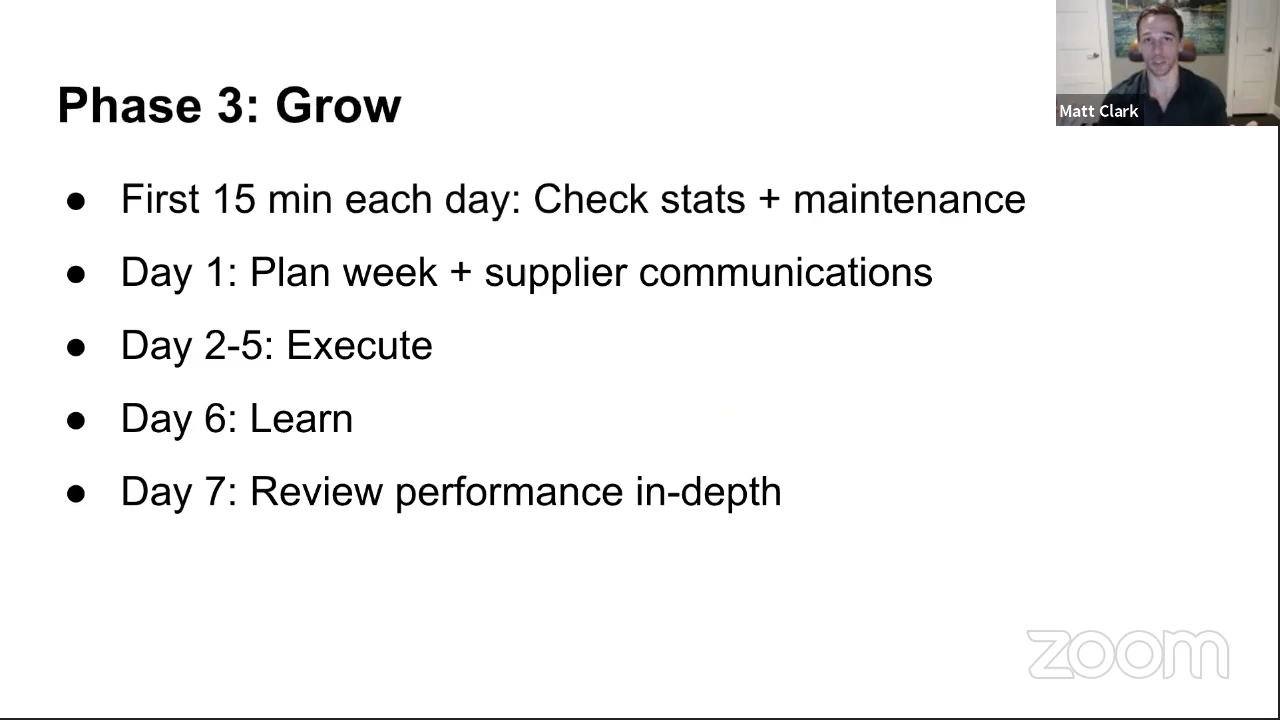 Phase 3: Grow
Matt Clark
● First 15 min each day: Check stats + maintenance
● Day 1: Plan week + supplier communications
● Day 2-5: Execute
● Day 6: Learn
● Day 7: Review performance in-depth
zoom